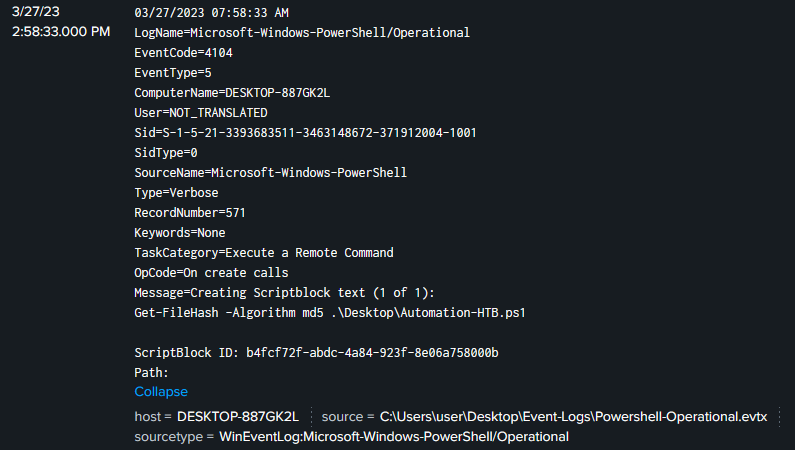 3/27/23
2:58:33.000 PM
03/27/2023 07:58:33 AM
LogName=Microsoft-Windows-PowerShell/Operational
EventCode=4104
EventType=5
ComputerName=DESKTOP-887GK2L
User=NOT_TRANSLATED
Sid=S-1-5-21-3393683511-3463148672-371912004-1001
SidType=0
SourceName=Microsoft-Windows-PowerShell
Type=Verbose
RecordNumber=571
Keywords=None
TaskCategory=Execute a Remote Command
OpCode=On create calls
Message=Creating Scriptblock text (1 of 1):
Get-FileHash -Algorithm md5 .\Desktop\Automation-HTB.ps1
ScriptBlock ID: b4fcf72f-abdc-4a84-923f-8e06a758000b
Path:
Collapse
host = DESKTOP-887GK2L source = C:\Users\user\Desktop\Event-Logs\Powershell-Operational.evtx
sourcetype = WinEventLog:Microsoft-Windows-PowerShell/Operational